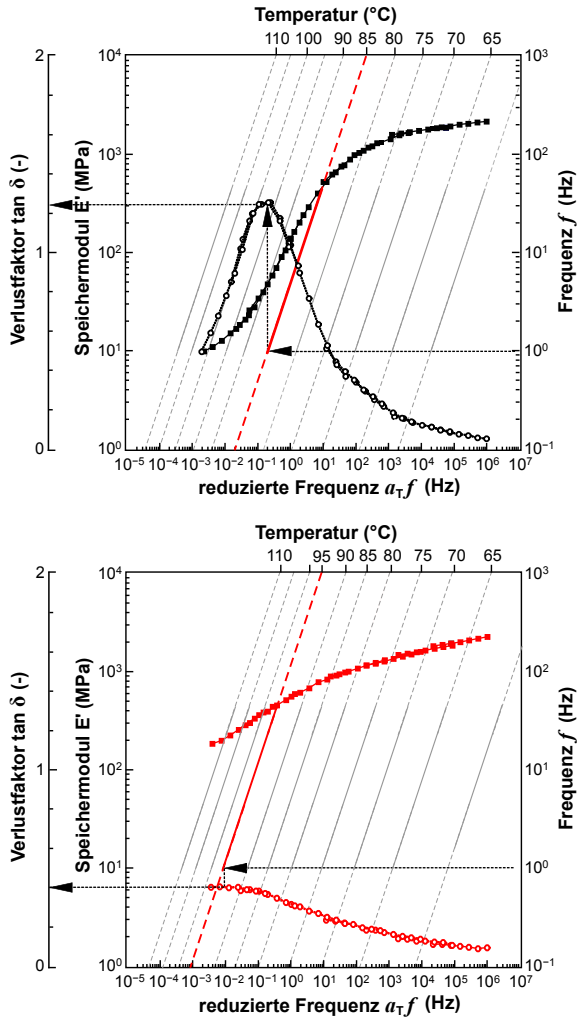 Temperatur (°C)
110 100 95 90 85 80 75 70 65
2 10⁴ 10³
10³ 10²
1 10² 10¹
10¹ 10⁰
0 10⁰ 10⁻¹
Verlustfaktor tan δ (-)
Speichermodul E' (MPa)
Frequenz f (Hz)
10⁻⁵ 10⁻⁴ 10⁻³ 10⁻² 10⁻¹ 10⁰ 10¹ 10² 10³ 10⁴ 10⁵ 10⁶ 10⁷
reduzierte Frequenz a_T f (Hz)
Temperatur (°C)
110 95 90 85 80 75 70 65
2 10⁴ 10³
10³ 10²
1 10² 10¹
10¹ 10⁰
0 10⁰ 10⁻¹
Verlustfaktor tan δ (-)
Speichermodul E' (MPa)
Frequenz f (Hz)
10⁻⁵ 10⁻⁴ 10⁻³ 10⁻² 10⁻¹ 10⁰ 10¹ 10² 10³ 10⁴ 10⁵ 10⁶ 10⁷
reduzierte Frequenz a_T f (Hz)